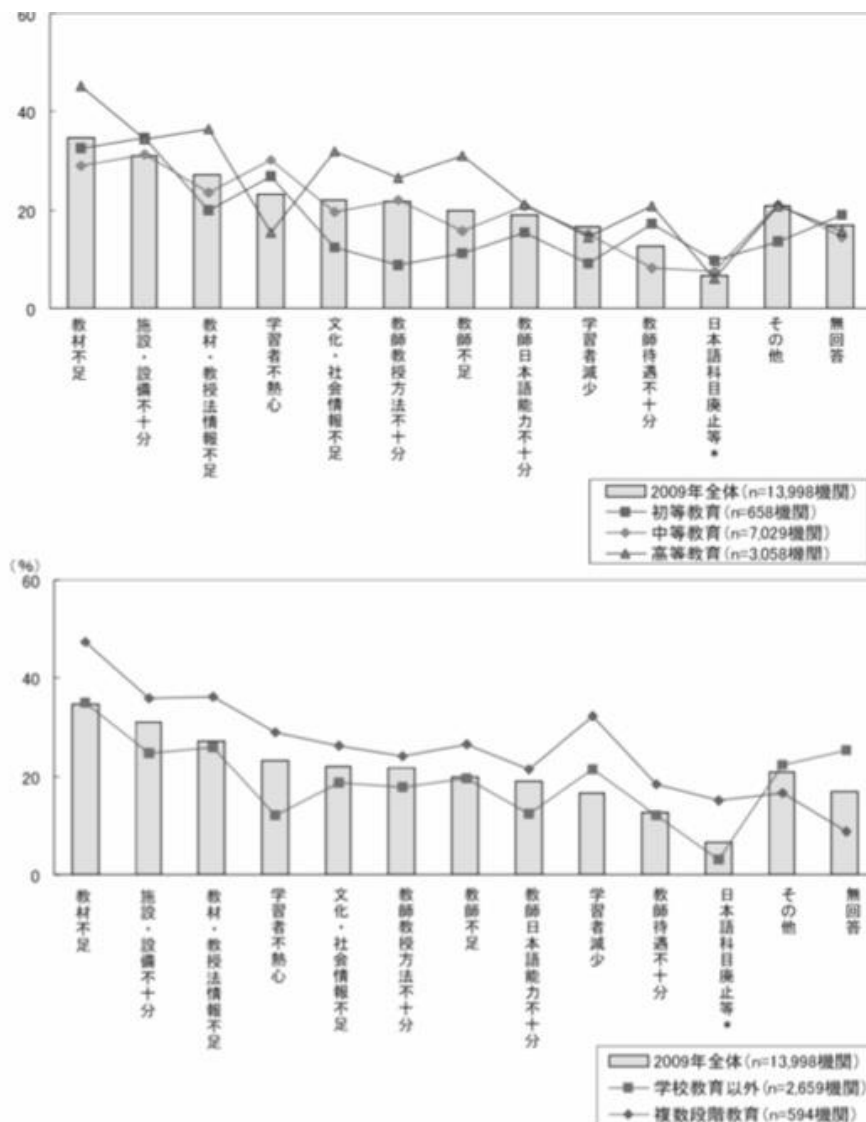 60
40
20
0
教材不足
施設・設備不十分
教材・教授法情報不足
学習者不熱心
文化・社会情報不足
教師教授方法不十分
教師不足
教師日本語能力不十分
学習者減少
教師待遇不十分
日本語科目廃止等*
その他
無回答
2009年全体(n=13,998機関)
初等教育(n=658機関)
中等教育(n=7,029機関)
高等教育(n=3,058機関)
(%)
60
40
20
0
教材不足
施設・設備不十分
教材・教授法情報不足
学習者不熱心
文化・社会情報不足
教師教授方法不十分
教師不足
教師日本語能力不十分
学習者減少
教師待遇不十分
日本語科目廃止等*
その他
無回答
2009年全体(n=13,998機関)
学校教育以外(n=2,659機関)
複数段階教育(n=594機関)